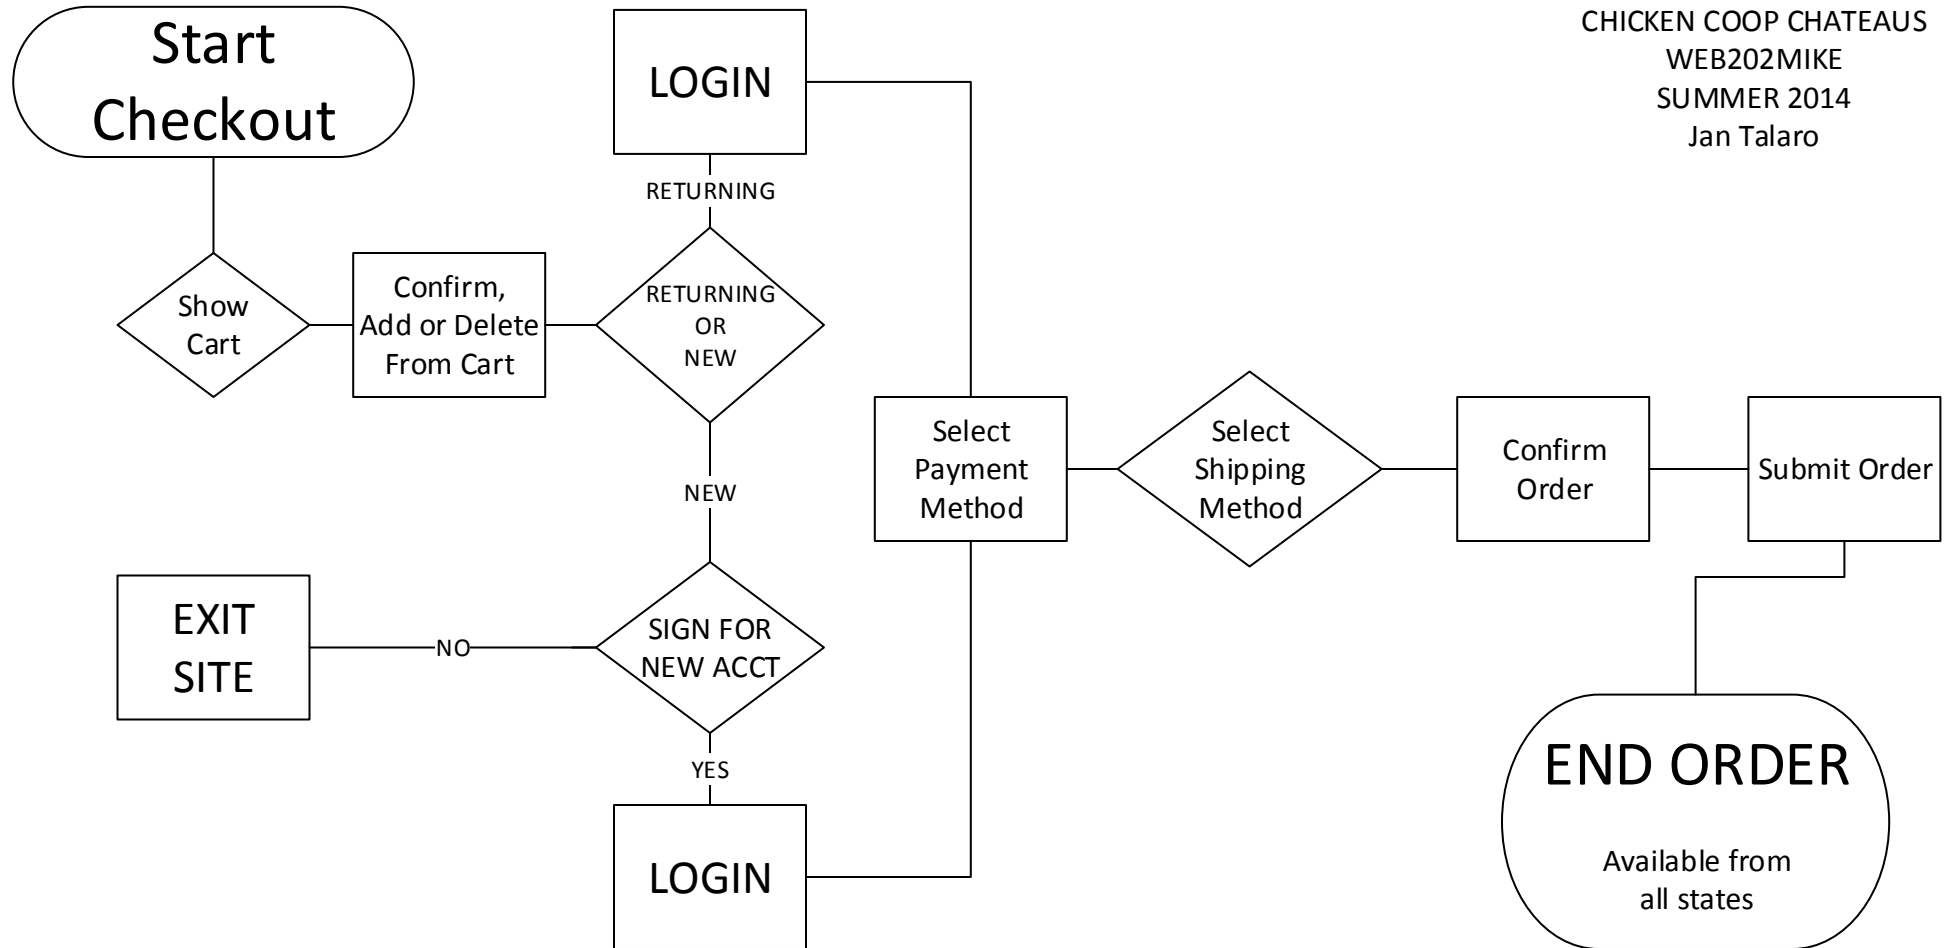 Start
Checkout
LOGIN
CHICKEN COOP CHATEAUS
WEB202MIKE
SUMMER 2014
Jan Talaro
RETURNING
Show
Cart
Confirm,
Add or Delete
From Cart
RETURNING
OR
NEW
NEW
Select
Payment
Method
Select
Shipping
Method
Confirm
Order
Submit Order
EXIT
SITE
NO
SIGN FOR
NEW ACCT
YES
LOGIN
END ORDER
Available from
all states